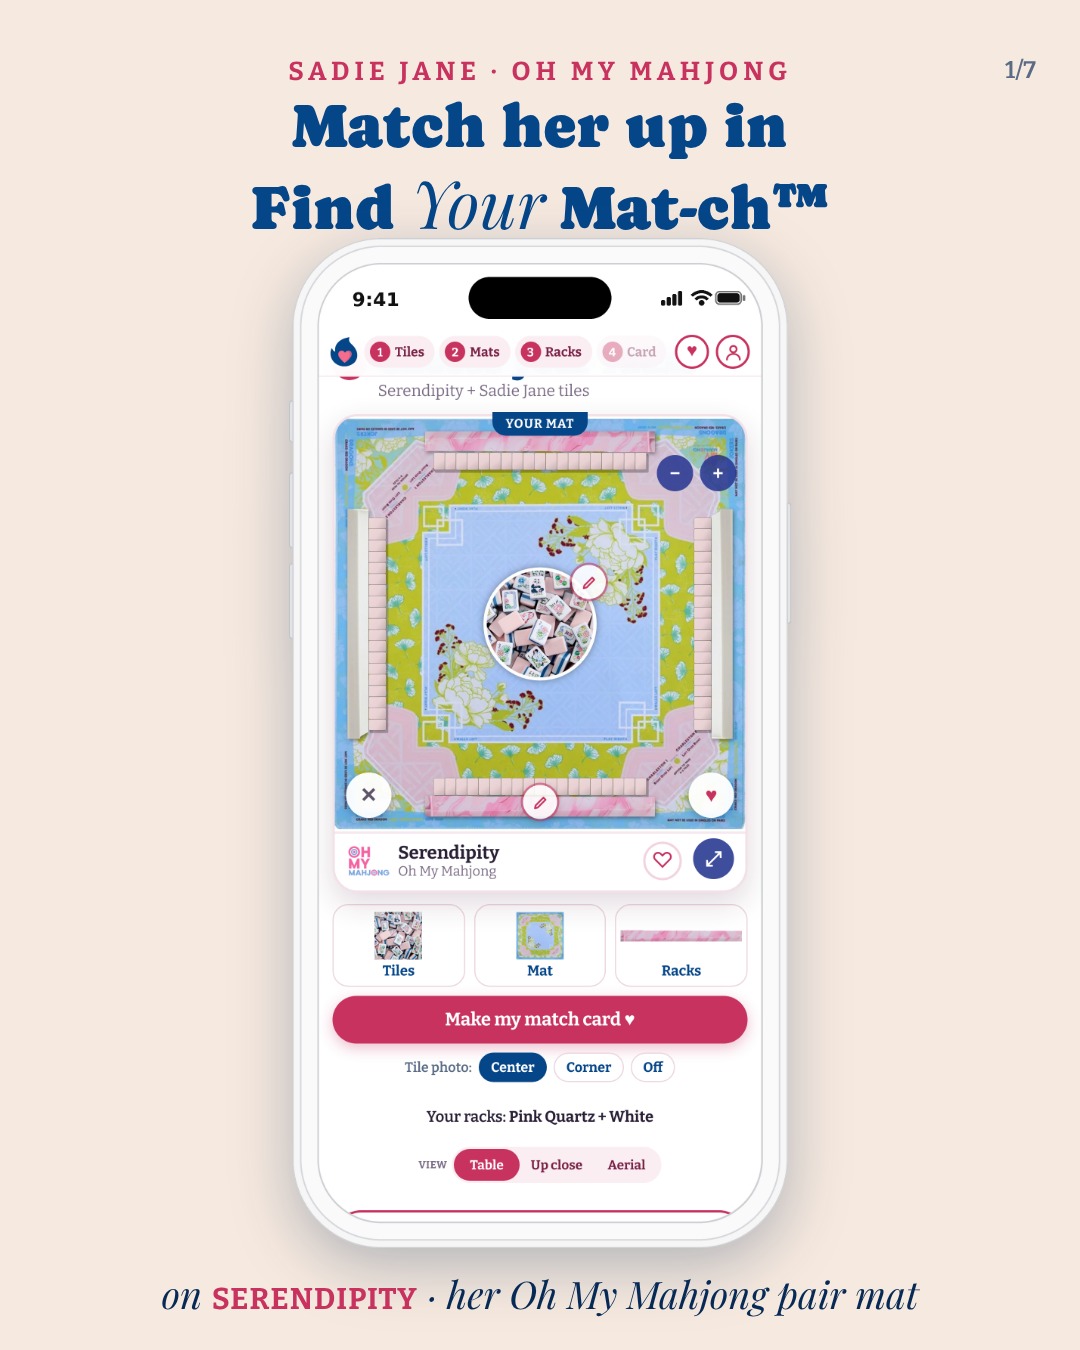 SADIE JANE · OH MY MAHJONG
1/7
Match her up in
Find Your Mat-ch™
9:41
1 Tiles
2 Mats
3 Racks
4 Card
Serendipity + Sadie Jane tiles
YOUR MAT
OH
MY
MAHJONG
Serendipity
Oh My Mahjong
Tiles
Mat
Racks
Make my match card ♥
Tile photo:
Center
Corner
Off
Your racks: Pink Quartz + White
VIEW
Table
Up close
Aerial
on SERENDIPITY · her Oh My Mahjong pair mat